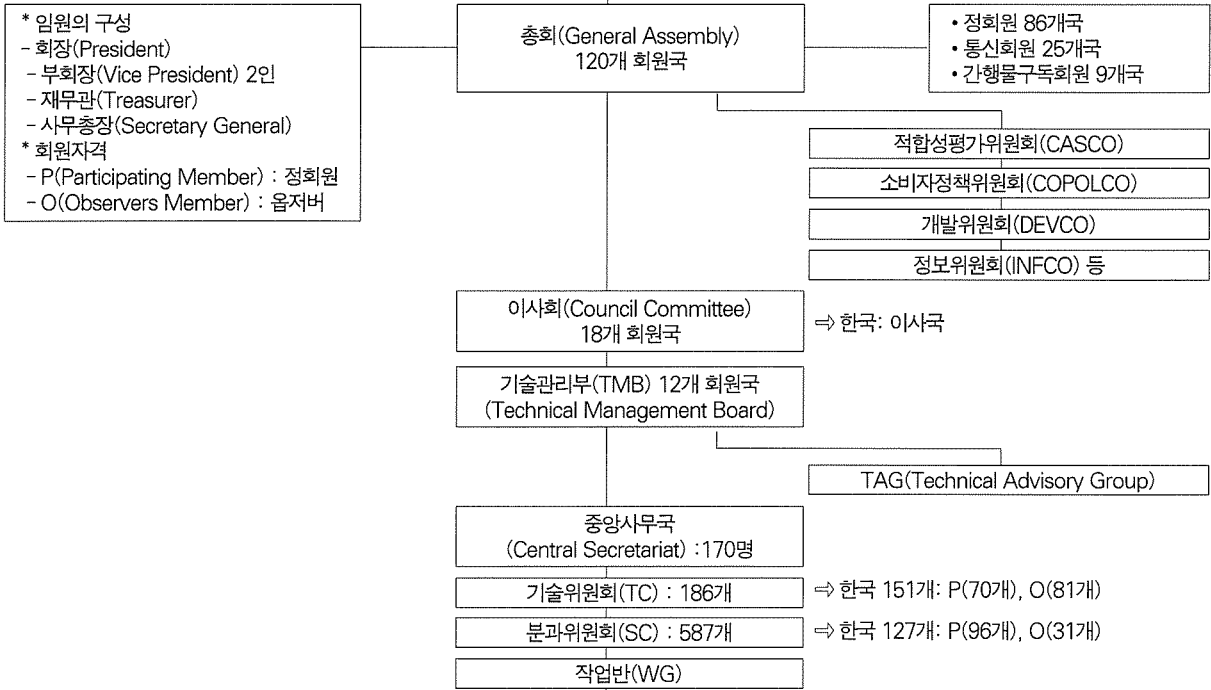 * 임원의 구성
- 회장(President)
- 부회장(Vice President) 2인
- 재무관(Treasurer)
- 사무총장(Secretary General)
* 회원자격
- P(Participating Member) : 정회원
- O(Observers Member) : 옵저버
총회(General Assembly)
120개 회원국
• 정회원 86개국
• 통신회원 25개국
• 간행물구독회원 9개국
적합성평가위원회(CASCO)
소비자정책위원회(COPOLCO)
개발위원회(DEVCO)
정보위원회(INFCO) 등
이사회(Council Committee)
18개 회원국
⇨ 한국: 이사국
기술관리부(TMB) 12개 회원국
(Technical Management Board)
TAG(Technical Advisory Group)
중앙사무국
(Central Secretariat) :170명
기술위원회(TC) : 186개
⇨ 한국 151개: P(70개), O(81개)
분과위원회(SC) : 587개
⇨ 한국 127개: P(96개), O(31개)
작업반(WG)